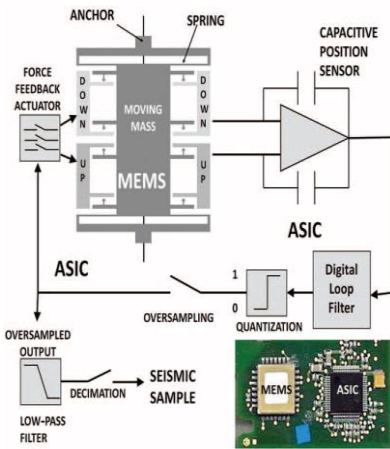 ANCHOR
SPRING
CAPACITIVE
POSITION
SENSOR
FORCE
FEEDBACK
ACTUATOR
DOWN
MOVING
MASS
DOWN
UP
MEMS
UP
ASIC
ASIC
1
0
OVERSAMPLING
QUANTIZATION
Digital
Loop
Filter
OVERSAMPLED
OUTPUT
DECIMATION
SEISMIC
SAMPLE
LOW-PASS
FILTER
MEMS
ASIC